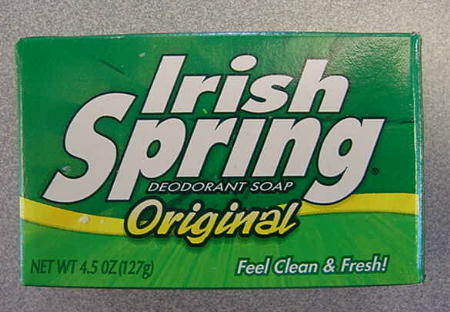 Irish
Spring®
DEODORANT SOAP
Original
NET WT 4.5 OZ (127g)
Feel Clean & Fresh!